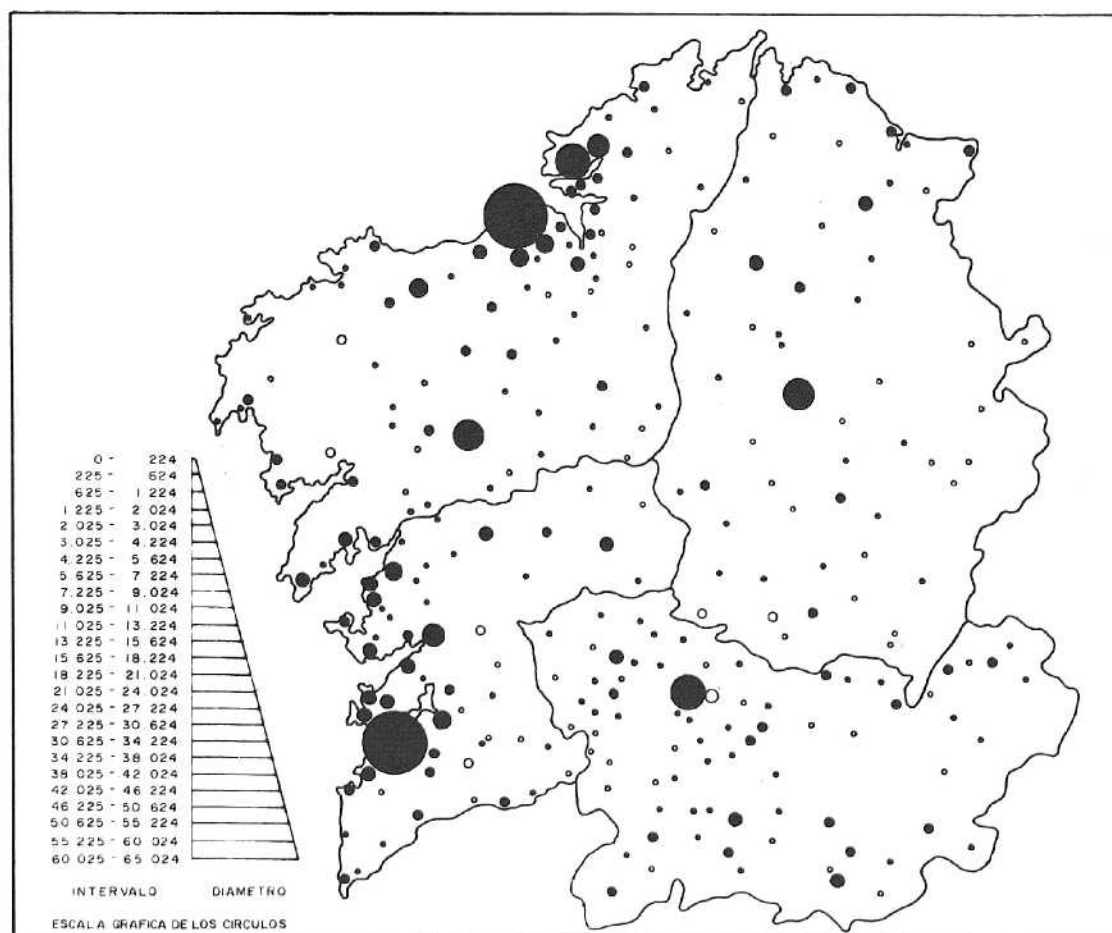 0 - 224
225 - 624
625 - 1 224
1 225 - 2 024
2 025 - 3 024
3 025 - 4 224
4 225 - 5 624
5 625 - 7 224
7 225 - 9 024
9 025 - 11 024
11 025 - 13 224
13 225 - 15 624
15 625 - 18.224
18 225 - 21.024
21 025 - 24 024
24 025 - 27 224
27 225 - 30 624
30 625 - 34 224
34 225 - 38 024
38 025 - 42 024
42 025 - 46 224
46 225 - 50 624
50 625 - 55 224
55 225 - 60 024
60 025 - 65 024
INTERVALO DIAMETRO
ESCALA GRAFICA DE LOS CIRCULOS